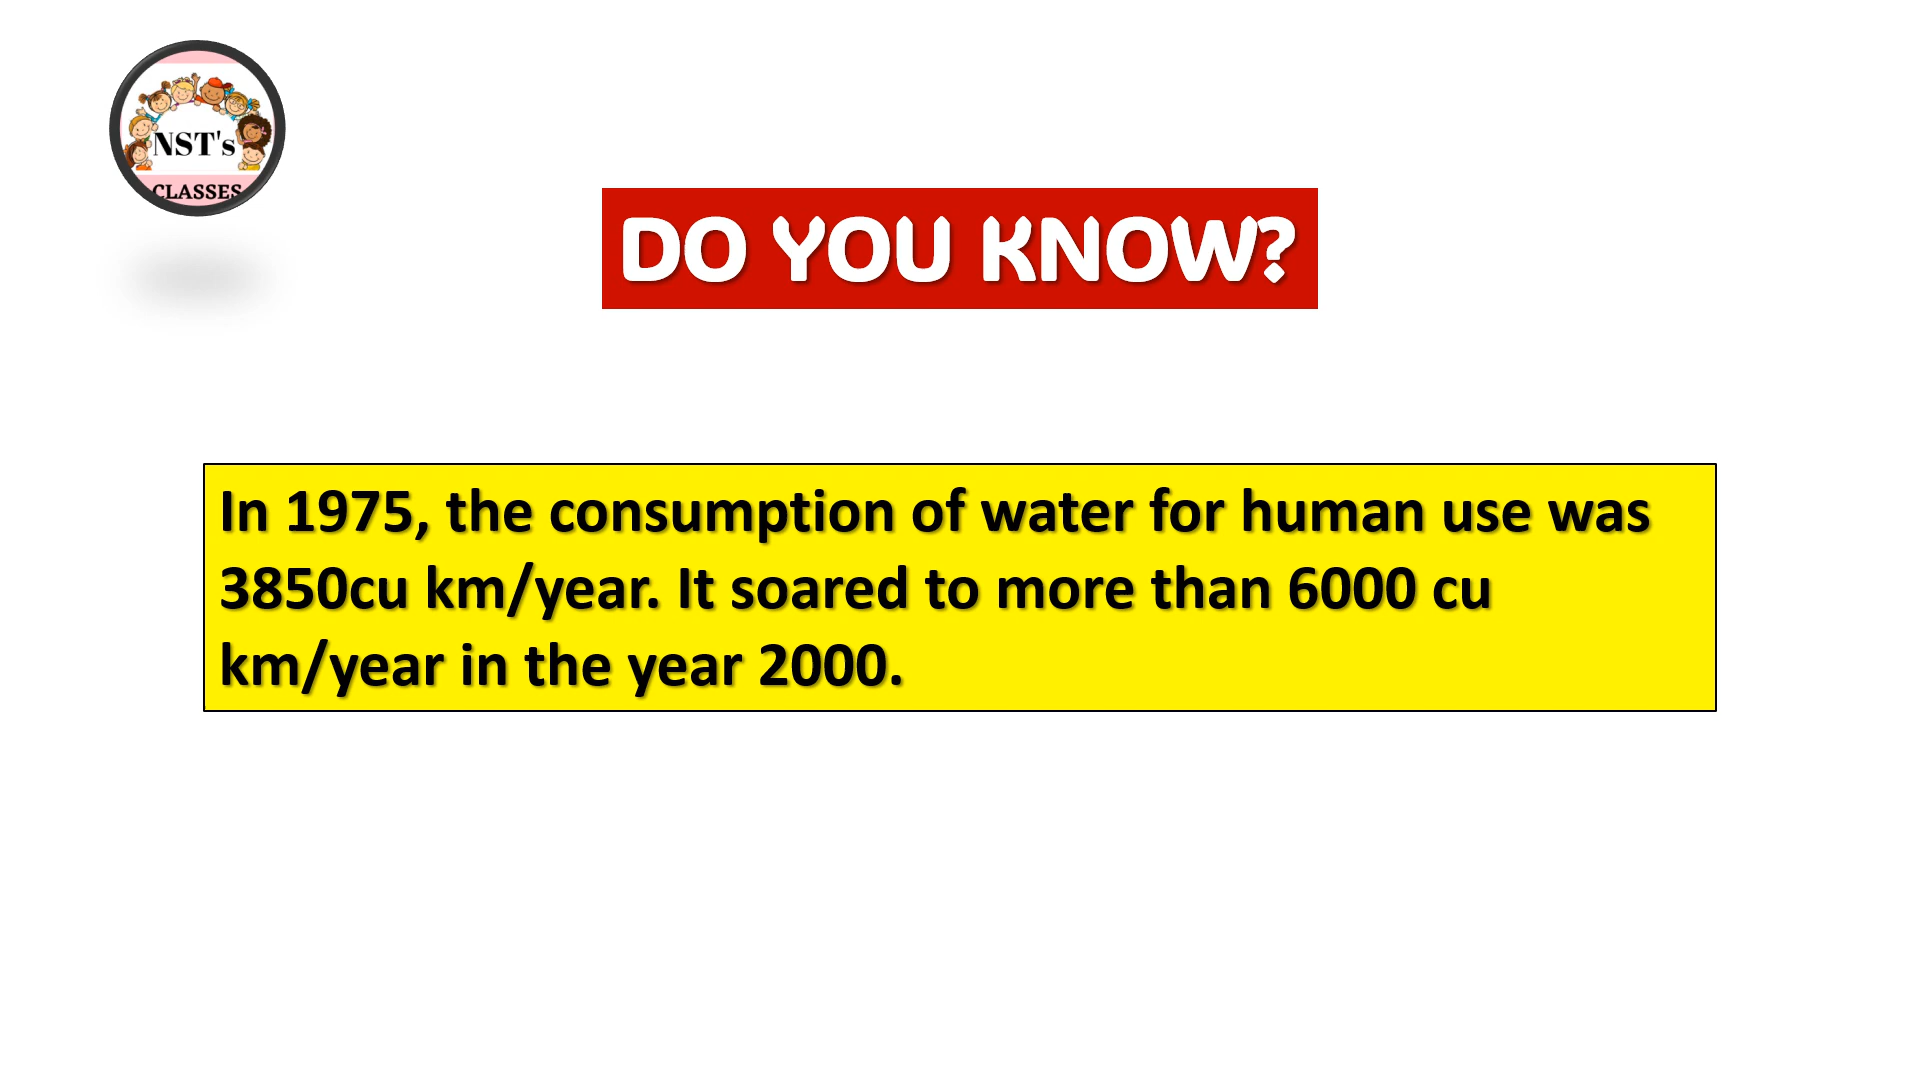 NST's
CLASSES
DO YOU KNOW?
In 1975, the consumption of water for human use was
3850cu km/year. It soared to more than 6000 cu
km/year in the year 2000.